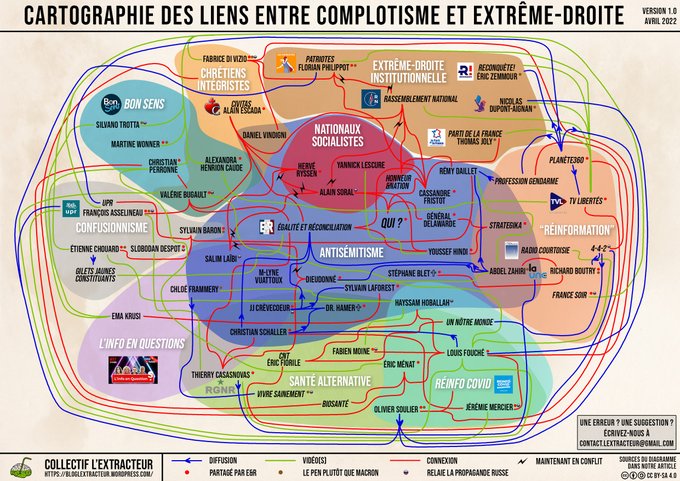 CARTOGRAPHIE DES LIENS ENTRE COMPLOTISME ET EXTRÊME-DROITE
VERSION 1.0
AVRIL 2022
FABRICE DI VIZIO
CHRÉTIENS
INTÉGRISTES
PATRIOTES
FLORIAN PHILIPPOT
EXTRÊME-DROITE
INSTITUTIONNELLE
RECONQUÊTE!
ÉRIC ZEMMOUR
RASSEMBLEMENT NATIONAL
NICOLAS
DUPONT-AIGNAN
BON SENS
SILVANO TROTTA
CIVITAS
ALAIN ESCADA
DANIEL VINDIGNI
NATIONAUX
SOCIALISTES
PARTI DE LA FRANCE
THOMAS JOLY
MARTINE WONNER
CHRISTIAN
PERRONNE
ALEXANDRA
HENRION CAUDE
HERVÉ
RYSSEN
YANNICK LESCURE
HONNEUR
&NATION
RÉMY DAILLET
PLANÈTE360
PROFESSION GENDARME
VALÉRIE BUGAULT
ALAIN SORAL
CASSANDRE
FRISTOT
TVL
TV LIBERTÉS
upr
UPR
FRANÇOIS ASSELINEAU
CONFUSIONNISME
SYLVAIN BARON
E&R
ÉGALITÉ ET RÉCONCILIATION
QUI ?
GÉNÉRAL
DELAWARDE
STRATEGIKA
"RÉINFORMATION"
ÉTIENNE CHOUARD
SLOBODAN DESPOT
SALIM LAÏBI
ANTISÉMITISME
YOUSSEF HINDI
RADIO COURTOISIE
4-4-2
GILETS JAUNES
CONSTITUANTS
CHLOÉ FRAMMERY
M-LYNE
VUATTOUX
DIEUDONNÉ
STÉPHANE BLET
ABDEL ZAHIRI
la
une
RICHARD BOUTRY
SYLVAIN LAFOREST
FRANCE SOIR
EMA KRUSI
JJ CRÈVECOEUR
DR. HAMER
HAYSSAM HOBALLAH
CHRISTIAN SCHALLER
UN NÔTRE MONDE
L'INFO EN QUESTIONS
CNT
ÉRIC FIORILE
FABIEN MOINE
LOUIS FOUCHÉ
THIERRY CASASNOVAS
RGNR
SANTÉ ALTERNATIVE
ÉRIC MÉNAT
RÉINFO COVID
VIVRE SAINEMENT
BIOSANTÉ
OLIVIER SOULIER
JÉRÉMIE MERCIER
UNE ERREUR ? UNE SUGGESTION ?
ÉCRIVEZ-NOUS À
CONTACT.LEXTRACTEUR@GMAIL.COM
COLLECTIF L'EXTRACTEUR
HTTPS://BLOGLEXTRACTEUR.WORDPRESS.COM/
DIFFUSION
VIDÉO(S)
CONNEXION
MAINTENANT EN CONFLIT
PARTAGÉ PAR E&R
LE PEN PLUTÔT QUE MACRON
RELAIE LA PROPAGANDE RUSSE
SOURCES DU DIAGRAMME
DANS NOTRE ARTICLE
CC BY-SA 4.0